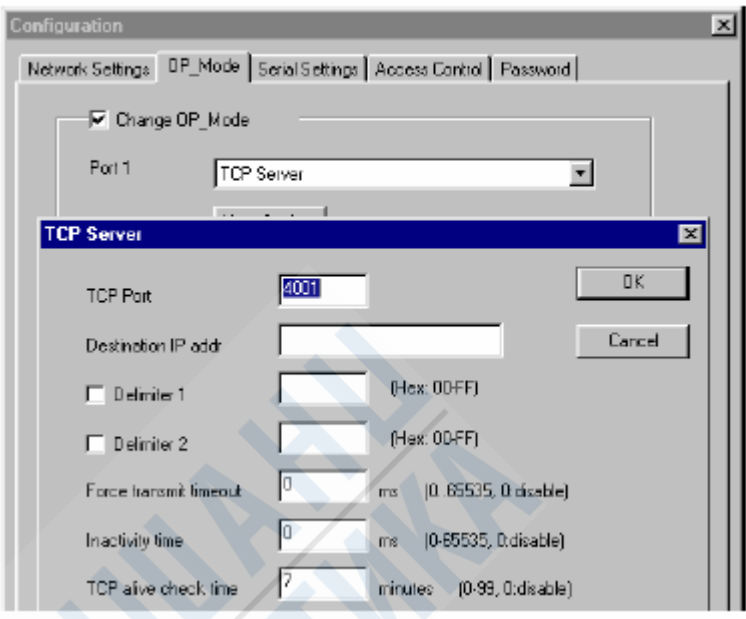 Configuration
Network Settings OP_Mode Serial Settings Access Control Password
Change OP_Mode
Port 1 TCP Server
TCP Server
TCP Port 4001 OK
Destination IP addr Cancel
Delimiter 1 (Hex: 00-FF)
Delimiter 2 (Hex: 00-FF)
Force transmit timeout 0 ms (0..65535, 0:disable)
Inactivity time 0 ms (0-65535, 0:disable)
TCP alive check time 7 minutes (0-99, 0:disable)